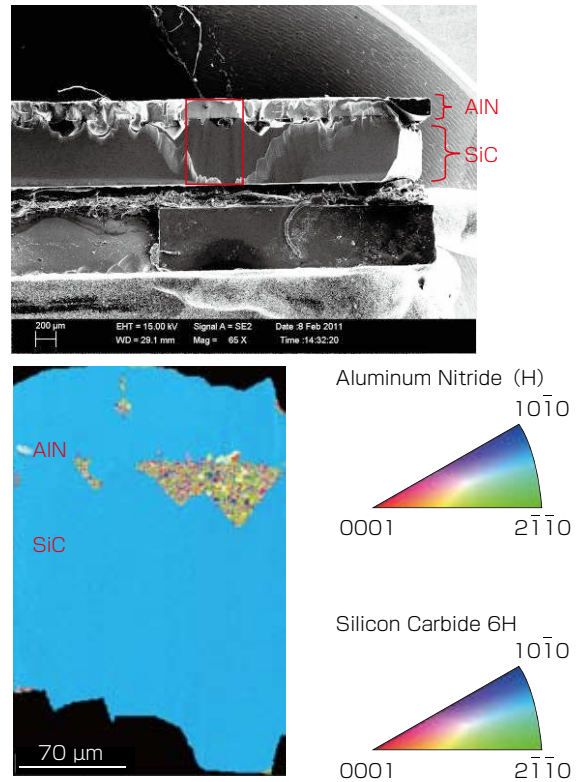 AlN
SiC
200 μm
EHT = 15.00 kV Signal A = SE2 Date :8 Feb 2011
WD = 29.1 mm Mag = 65 X Time :14:32:20
AlN
SiC
70 μm
Aluminum Nitride (H)
101̄0
0001
21̄1̄0
Silicon Carbide 6H
101̄0
0001
21̄1̄0